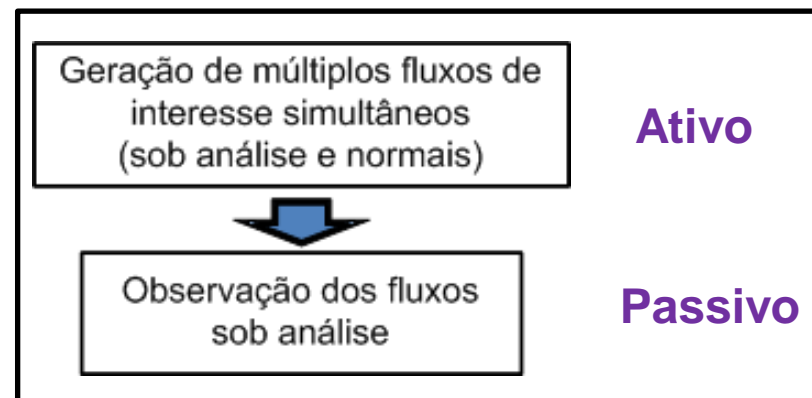 Geração de múltiplos fluxos de
interesse simultâneos
(sob análise e normais)
Ativo
Observação dos fluxos
sob análise
Passivo